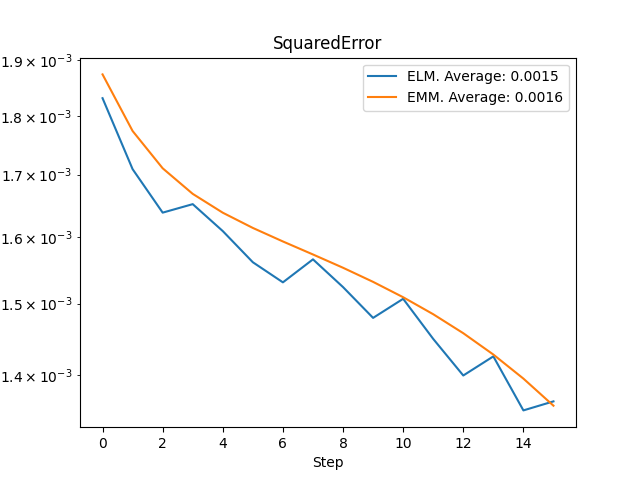 SquaredError
ELM. Average: 0.0015
EMM. Average: 0.0016
1.9 × 10⁻³
1.8 × 10⁻³
1.7 × 10⁻³
1.6 × 10⁻³
1.5 × 10⁻³
1.4 × 10⁻³
0 2 4 6 8 10 12 14
Step